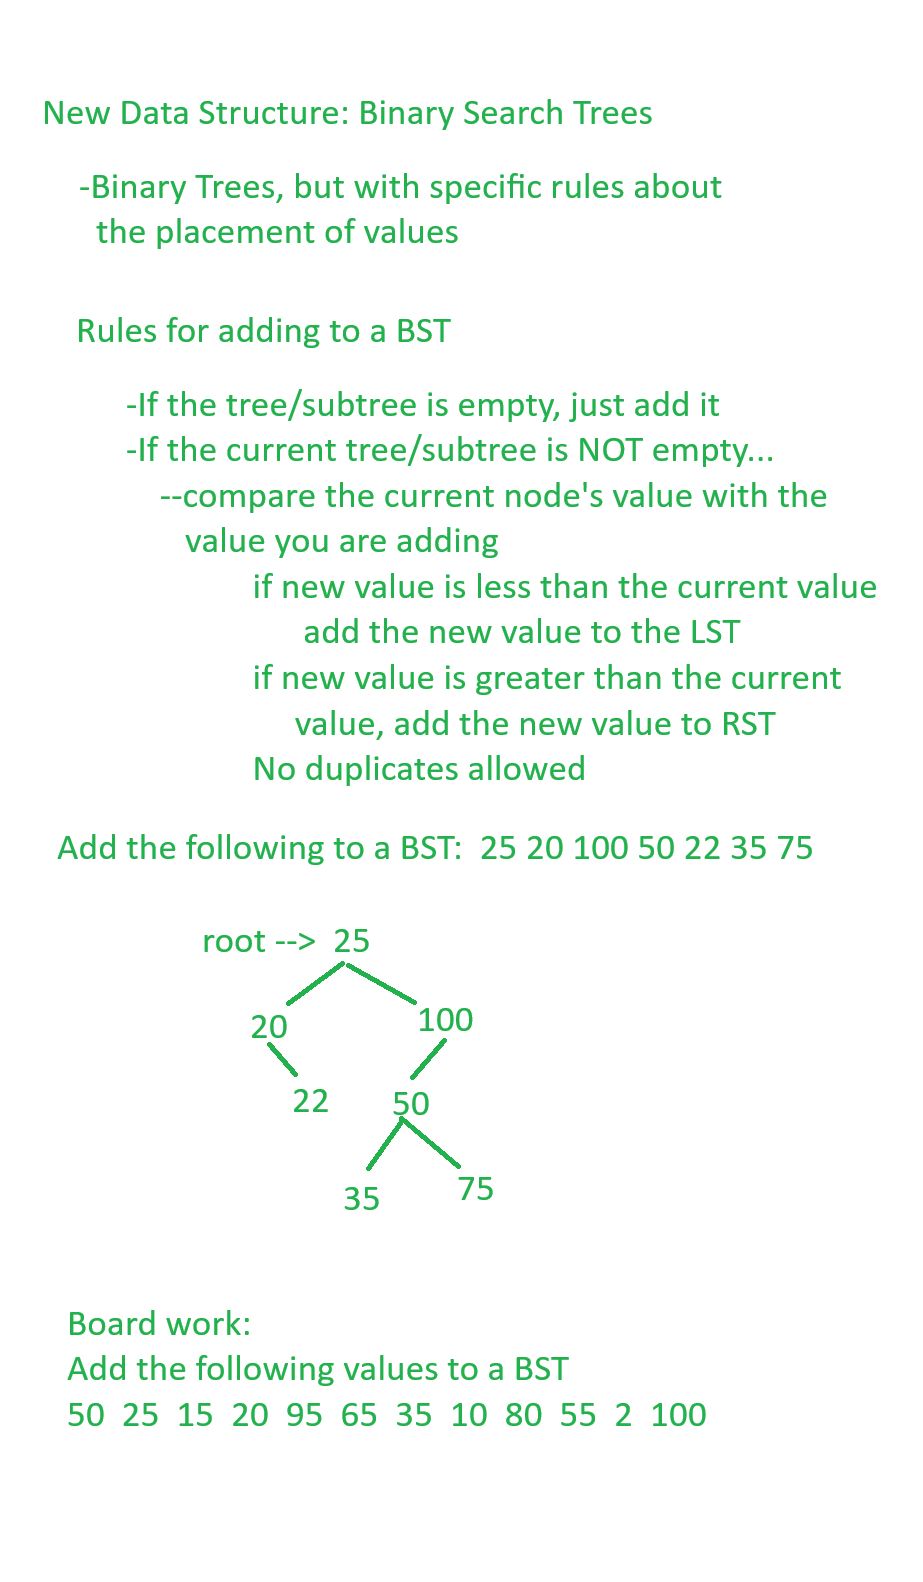 New Data Structure: Binary Search Trees
-Binary Trees, but with specific rules about
the placement of values
Rules for adding to a BST
-If the tree/subtree is empty, just add it
-If the current tree/subtree is NOT empty...
--compare the current node's value with the
value you are adding
if new value is less than the current value
add the new value to the LST
if new value is greater than the current
value, add the new value to RST
No duplicates allowed
Add the following to a BST: 25 20 100 50 22 35 75
root --> 25
20 100
22 50
35 75
Board work:
Add the following values to a BST
50 25 15 20 95 65 35 10 80 55 2 100